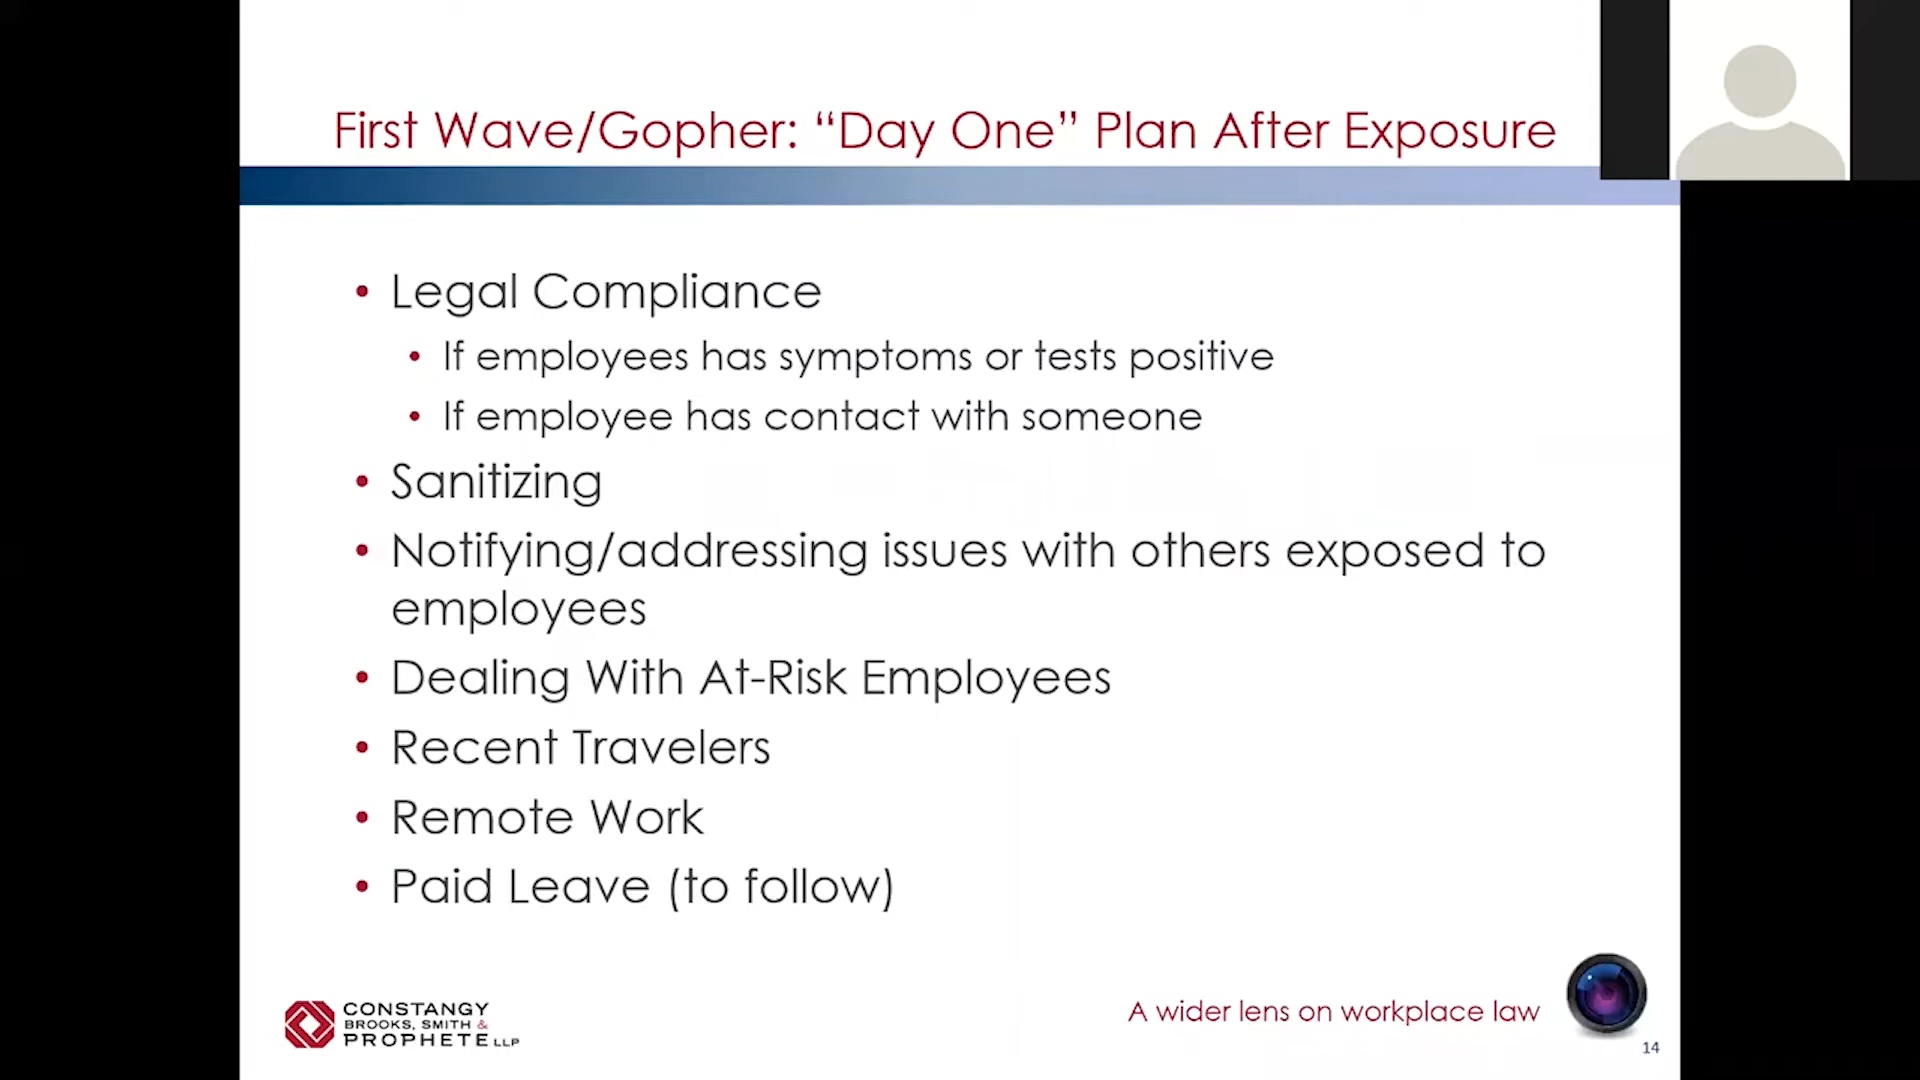 First Wave/Gopher: “Day One” Plan After Exposure
• Legal Compliance
• If employees has symptoms or tests positive
• If employee has contact with someone
• Sanitizing
• Notifying/addressing issues with others exposed to
employees
• Dealing With At-Risk Employees
• Recent Travelers
• Remote Work
• Paid Leave (to follow)
CONSTANGY
BROOKS, SMITH &
PROPHETE LLP
A wider lens on workplace law
14